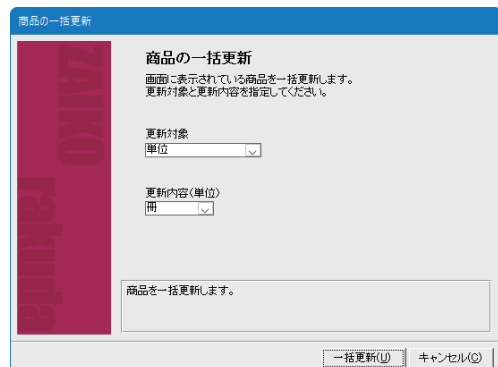 商品の一括更新
ZAIKO
rakuda
商品の一括更新
画面に表示されている商品を一括更新します。
更新対象と更新内容を指定してください。
更新対象
単位
更新内容(単位)
冊
商品を一括更新します。
一括更新(U)
キャンセル(C)